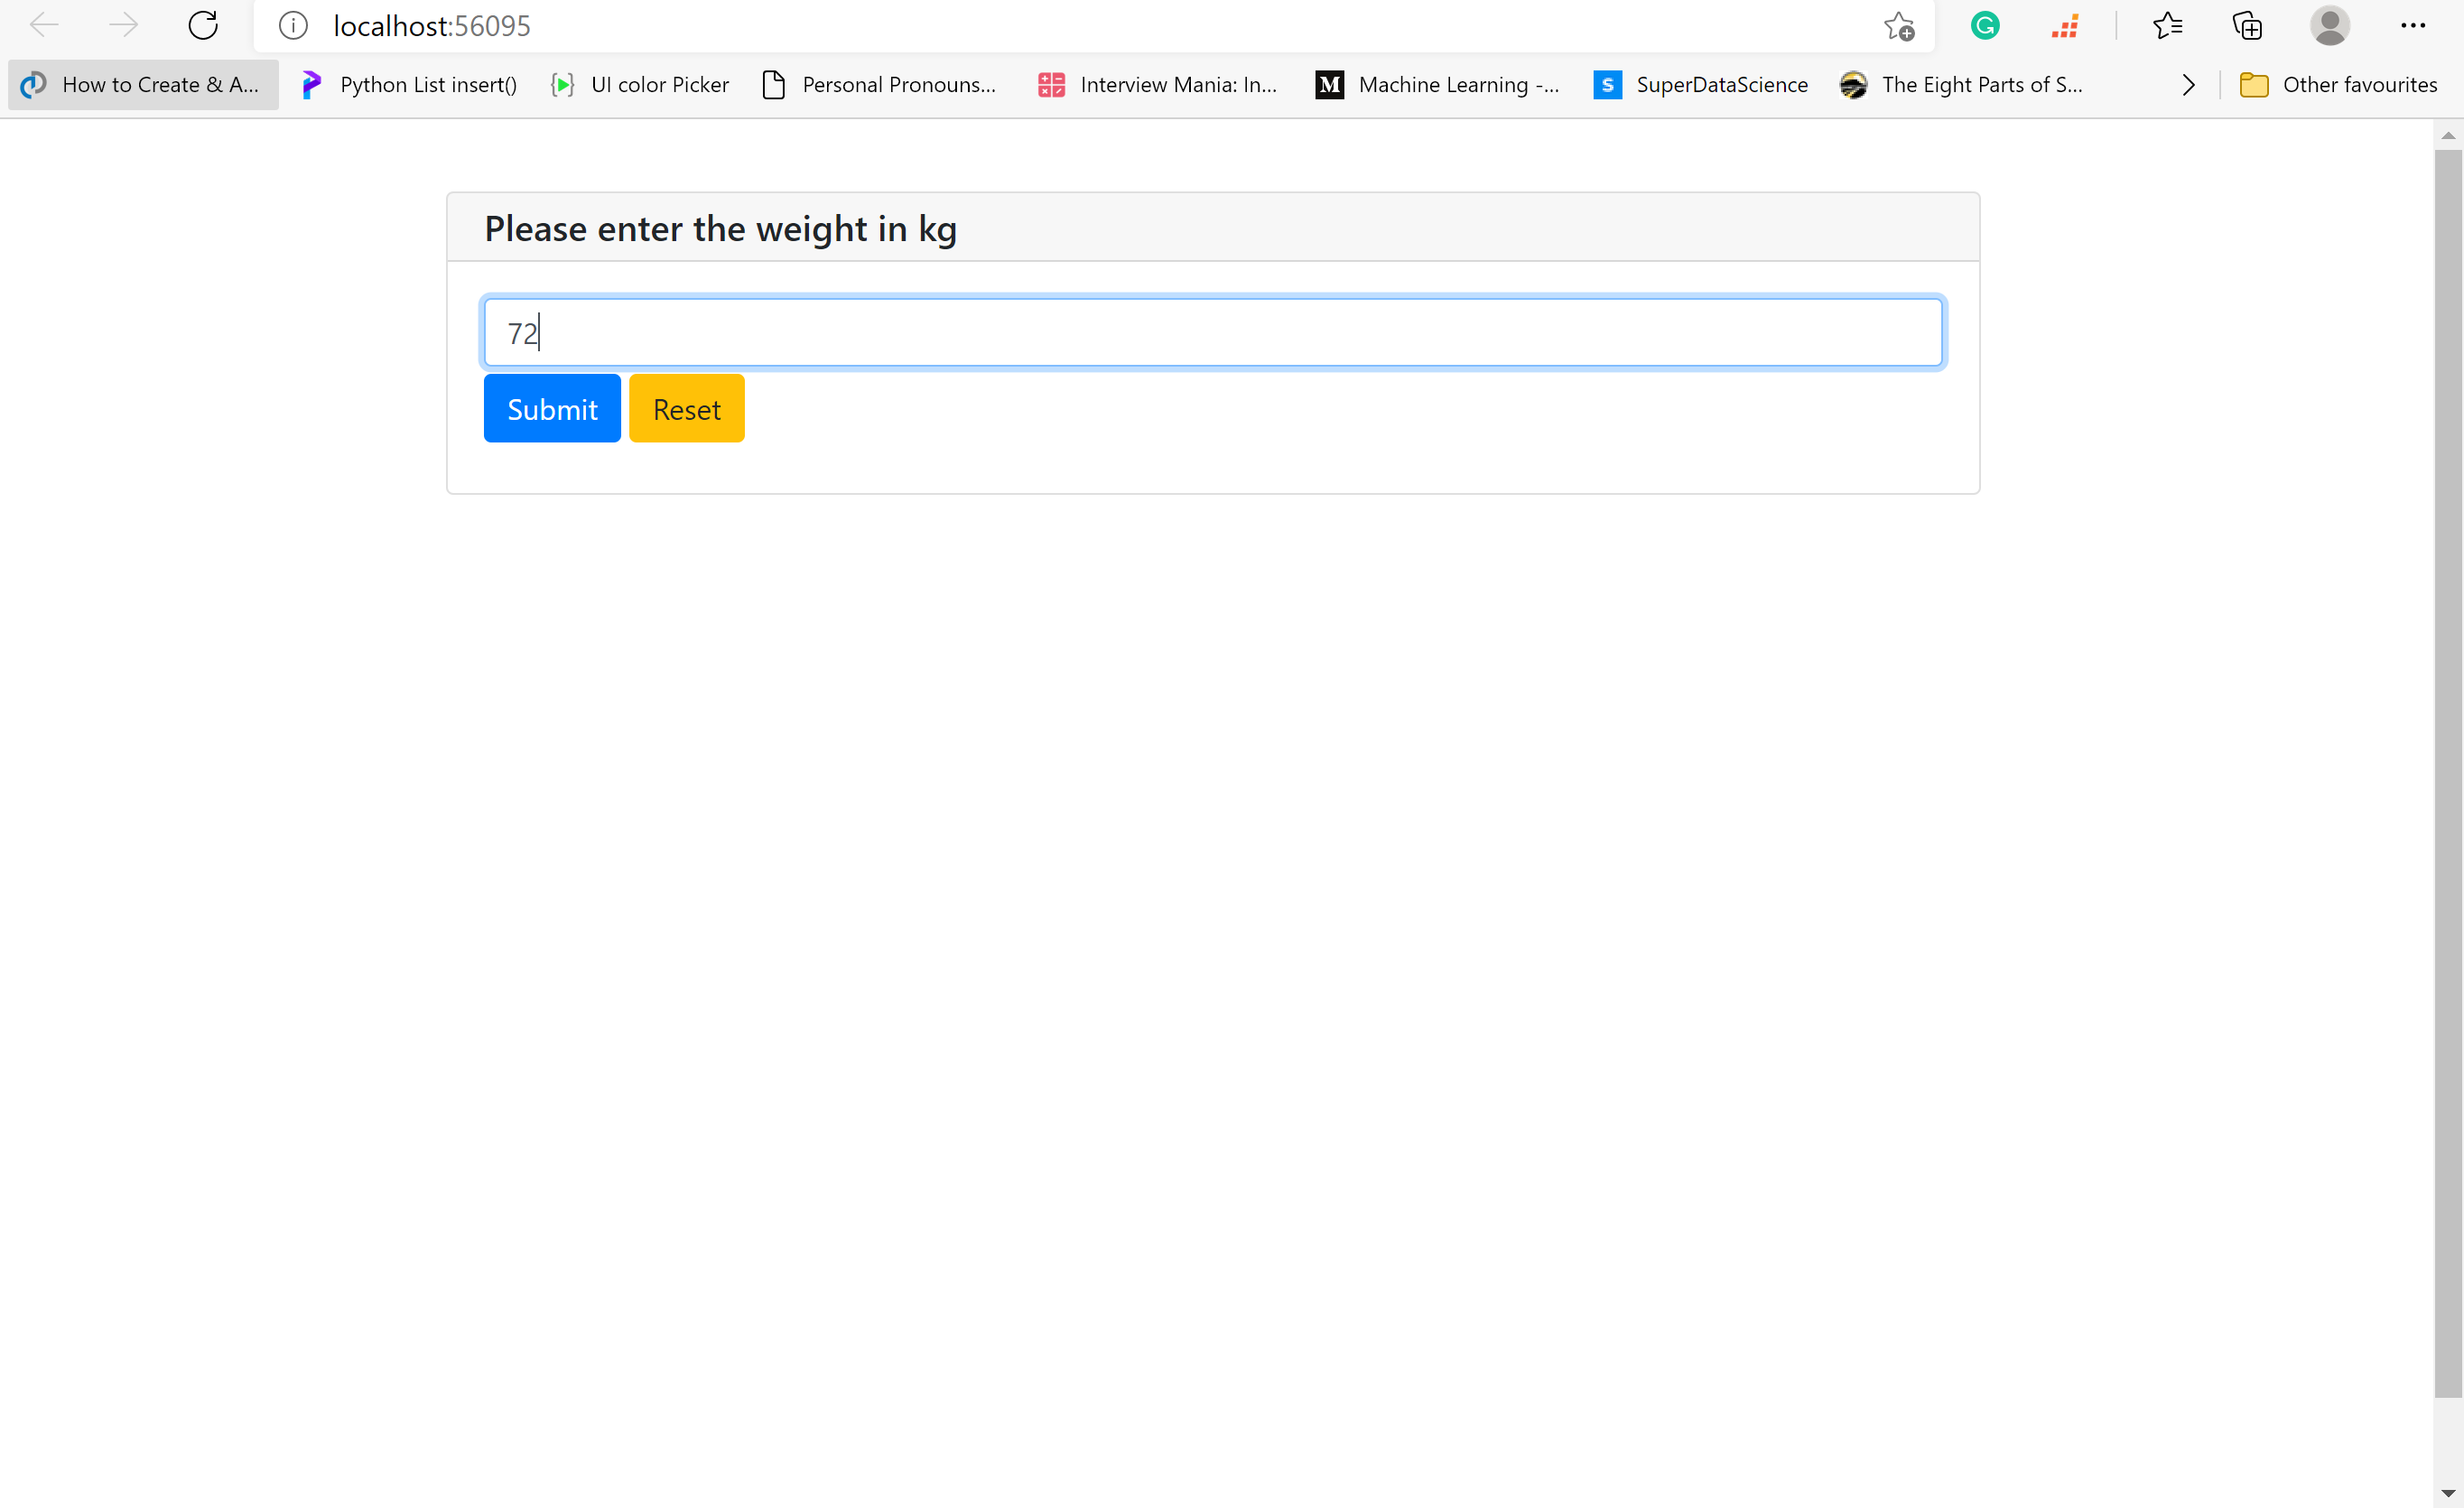 localhost:56095
How to Create & A... Python List insert() UI color Picker Personal Pronouns... Interview Mania: In... M Machine Learning -... S SuperDataScience The Eight Parts of S... Other favourites
Please enter the weight in kg
72
Submit Reset